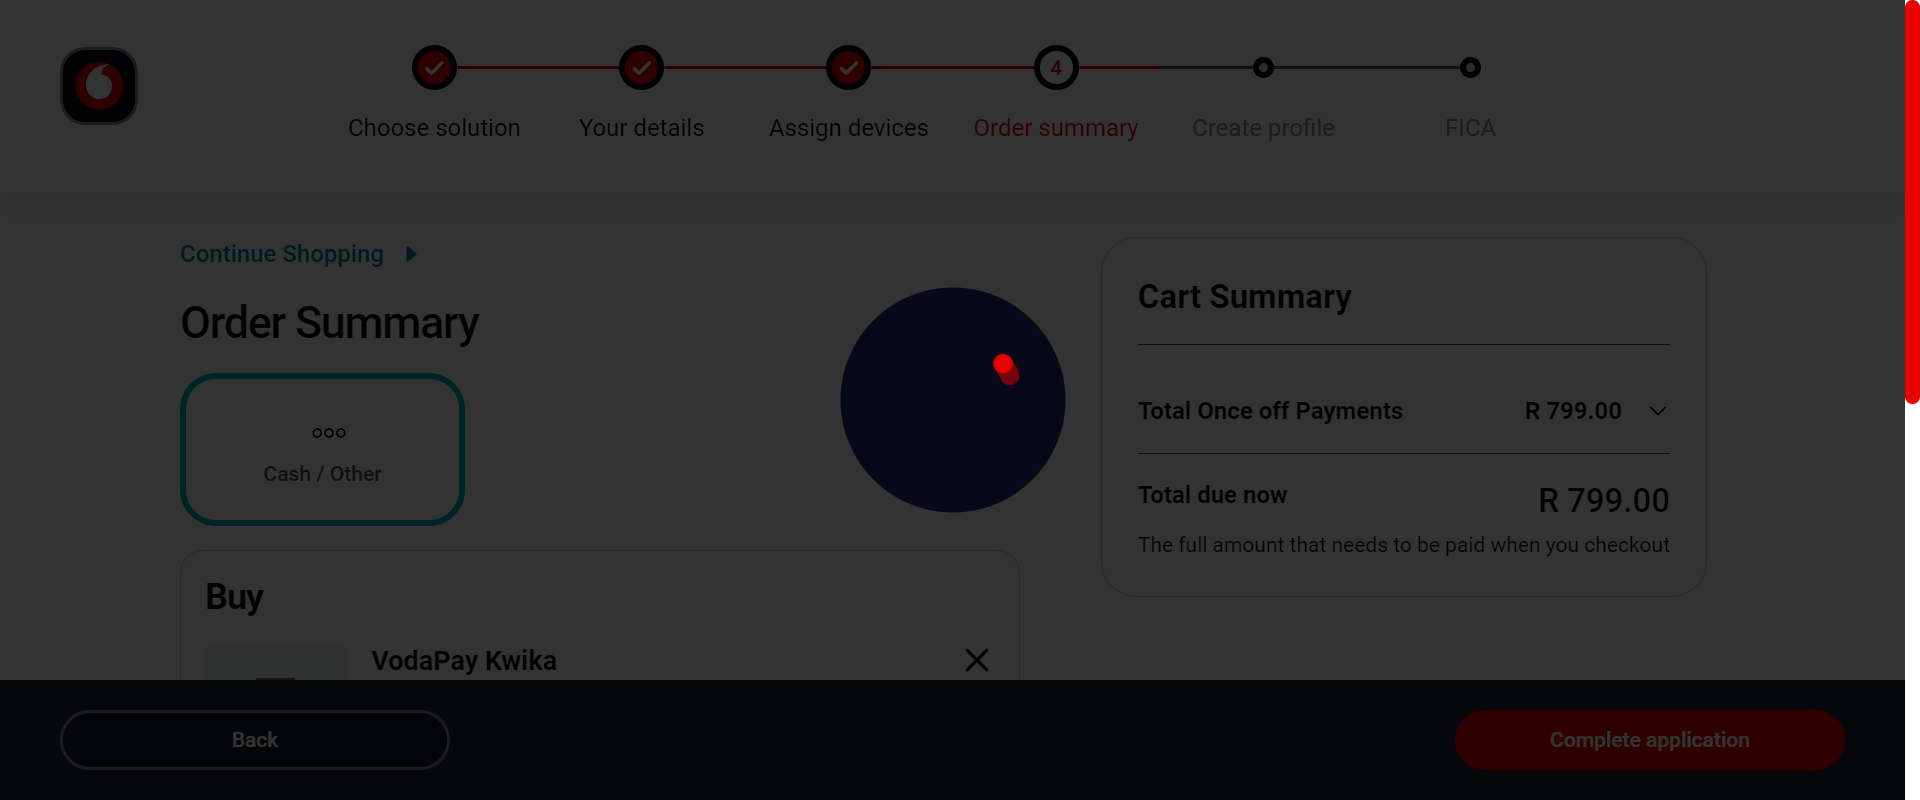 4
Choose solution
Your details
Assign devices
Order summary
Create profile
FICA
Continue Shopping
Order Summary
Cash / Other
Buy
VodaPay Kwika
Cart Summary
Total Once off Payments R 799.00
Total due now R 799.00
The full amount that needs to be paid when you checkout
Back
Complete application